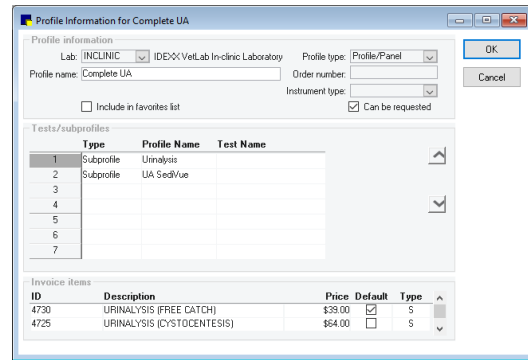 Profile Information for Complete UA
Profile information
Lab: INCLINIC IDEXX VetLab In-clinic Laboratory Profile type: Profile/Panel
Profile name: Complete UA Order number:
Instrument type:
Include in favorites list Can be requested
OK
Cancel
Tests/subprofiles
Type Profile Name Test Name
1 Subprofile Urinalysis
2 Subprofile UA SediVue
3
4
5
6
7
Invoice items
ID Description Price Default Type
4730 URINALYSIS (FREE CATCH) $39.00 S
4725 URINALYSIS (CYSTOCENTESIS) $64.00 S